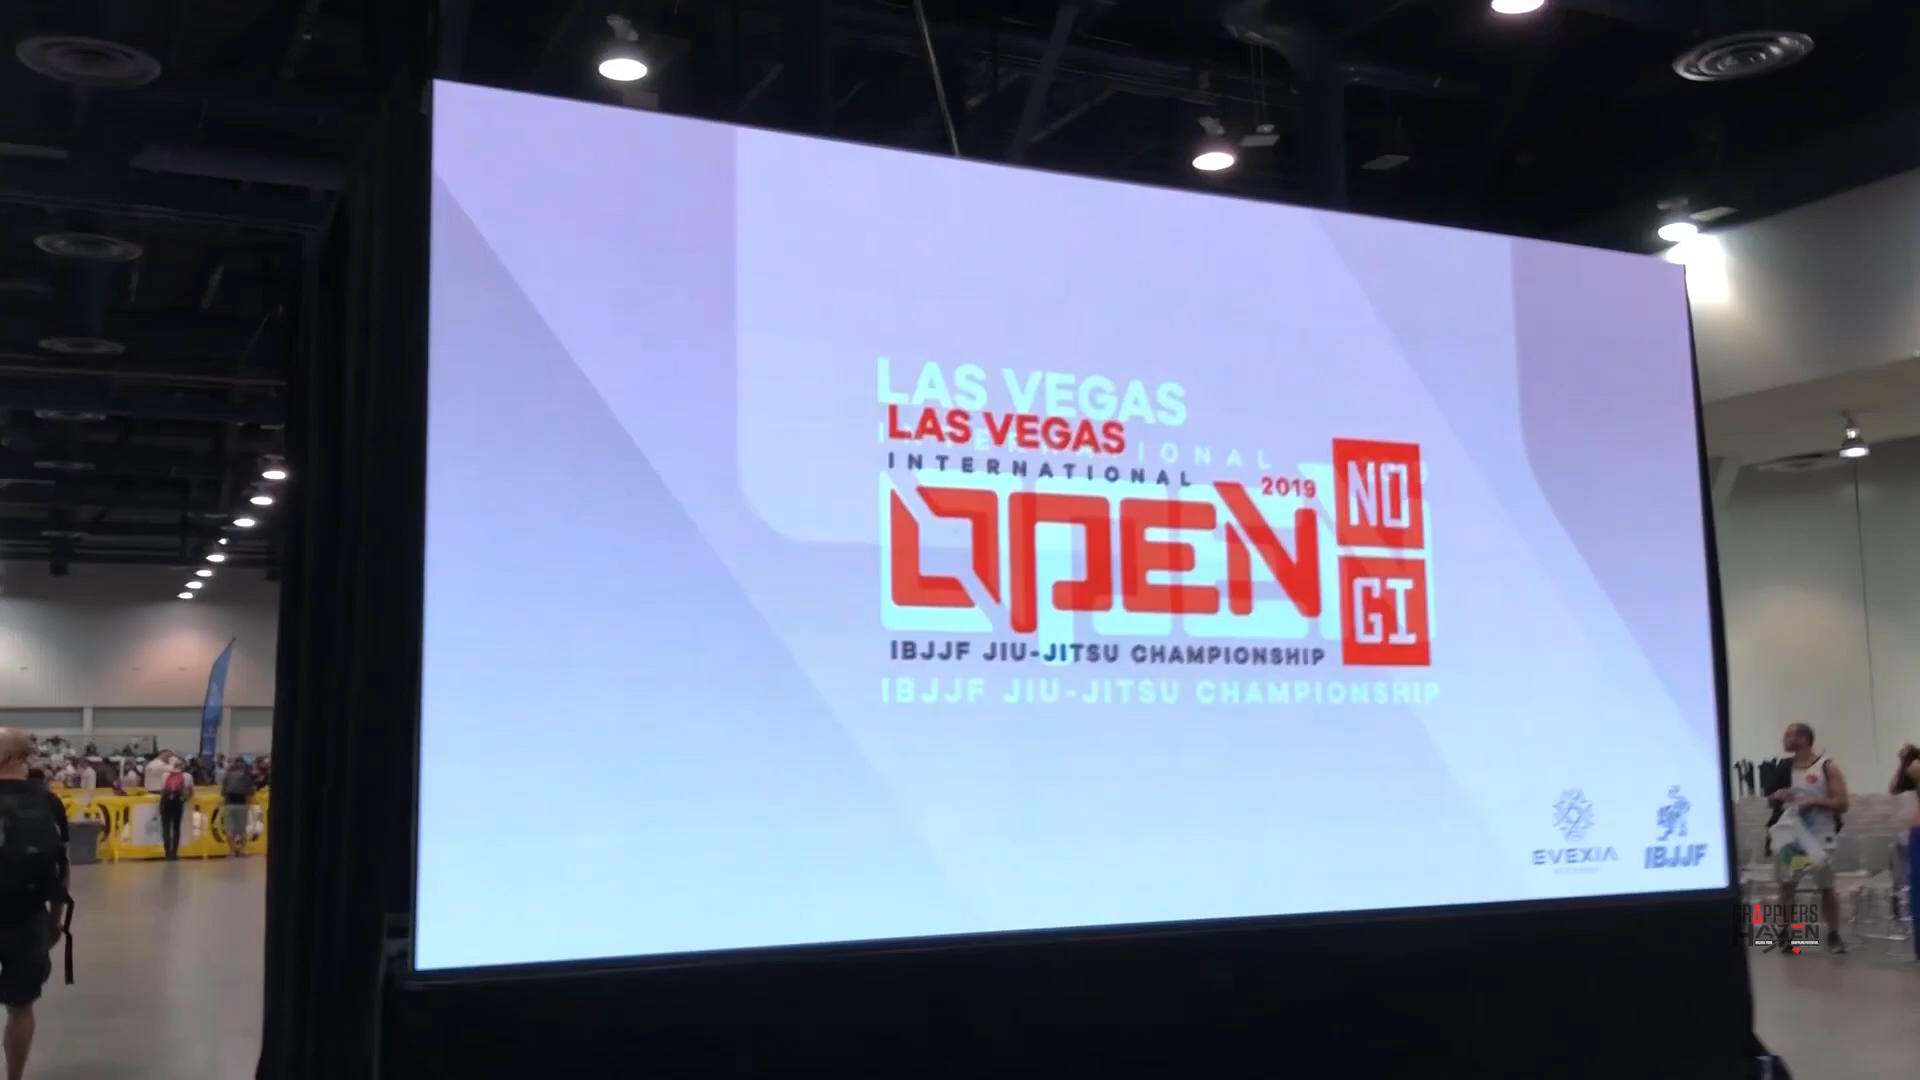 LAS VEGAS
LAS VEGAS
INTERNATIONAL
2019
OPEN
NO
GI
IBJJF JIU-JITSU CHAMPIONSHIP
IBJJF JIU-JITSU CHAMPIONSHIP
EVEXIA
IBJJF
GRAPPLERS
HAVEN